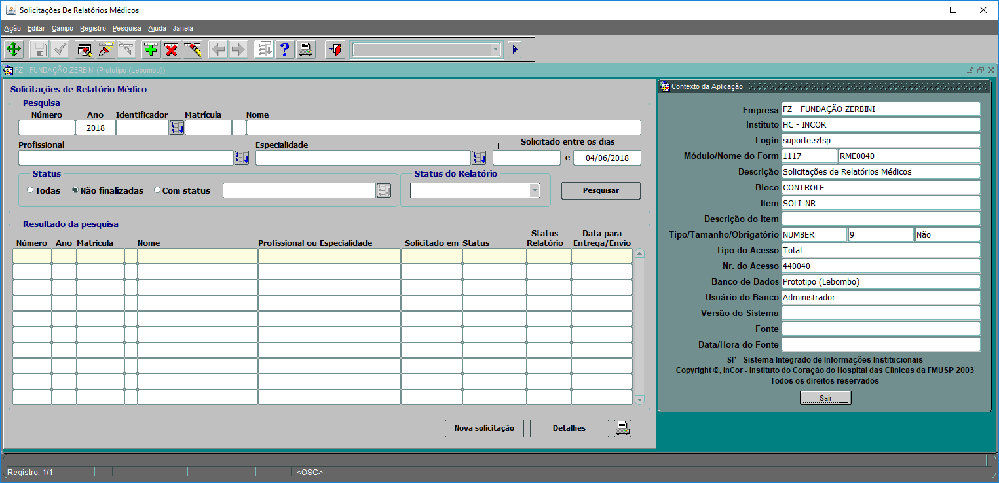 Solicitações De Relatórios Médicos
Ação Editar Campo Registro Pesquisa Ajuda Janela
FZ - FUNDAÇÃO ZERBINI (Prototipo (Lebombo))
Solicitações de Relatório Médico
Pesquisa
Número Ano Identificador Matrícula Nome
2018
Profissional Especialidade Solicitado entre os dias
e 04/06/2018
Status Status do Relatório
Todas Não finalizadas Com status Pesquisar
Resultado da pesquisa
Número Ano Matrícula Nome Profissional ou Especialidade Solicitado em Status Status Relatório Data para Entrega/Envio
Nova solicitação Detalhes
Contexto da Aplicação
Empresa FZ - FUNDAÇÃO ZERBINI
Instituto HC - INCOR
Login suporte.s4sp
Módulo/Nome do Form 1117 RME0040
Descrição Solicitações de Relatórios Médicos
Bloco CONTROLE
Item SOLI_NR
Descrição do Item
Tipo/Tamanho/Obrigatório NUMBER 9 Não
Tipo do Acesso Total
Nr. do Acesso 440040
Banco de Dados Prototipo (Lebombo)
Usuário do Banco Administrador
Versão do Sistema
Fonte
Data/Hora do Fonte
SI³ - Sistema Integrado de Informações Institucionais
Copyright ©, InCor - Instituto do Coração do Hospital das Clínicas da FMUSP 2003
Todos os direitos reservados
Sair
Registro: 1/1 <OSC>